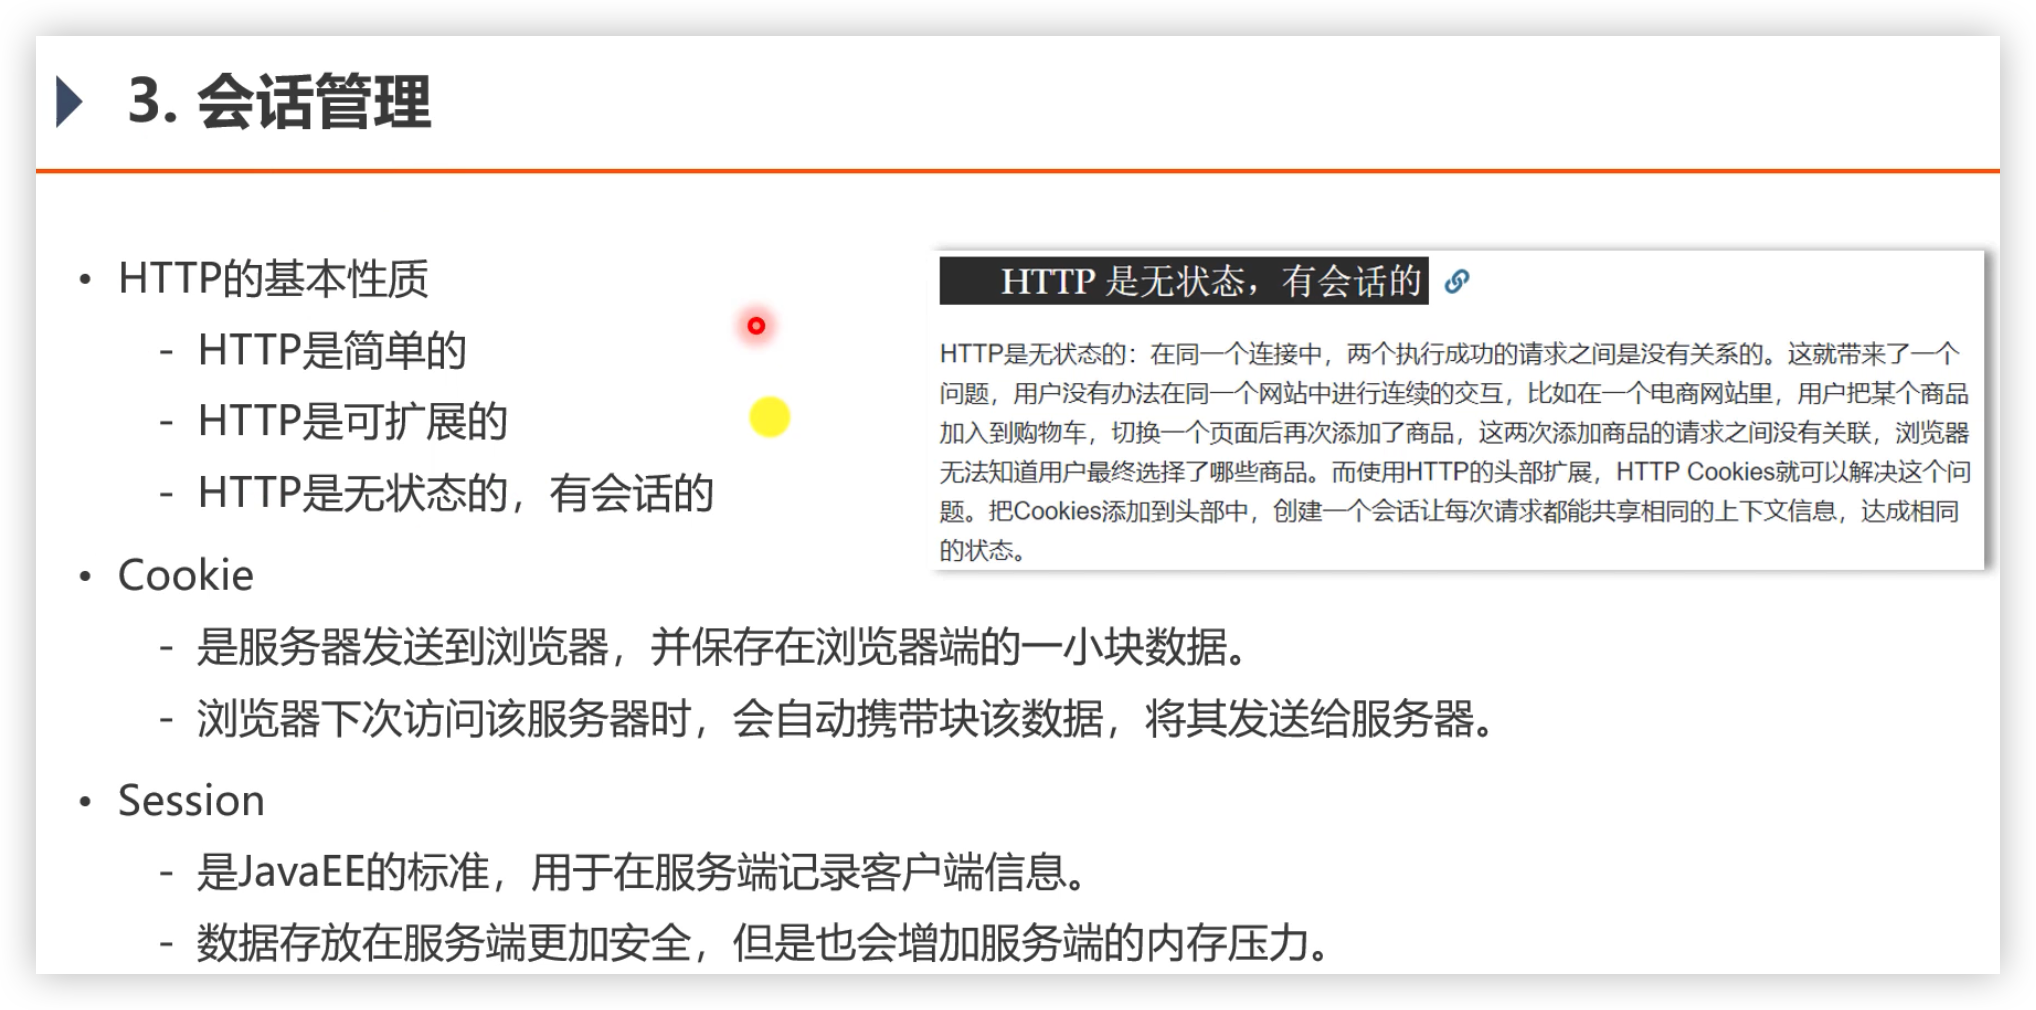 3. 会话管理
• HTTP的基本性质
- HTTP是简单的
- HTTP是可扩展的
- HTTP是无状态的，有会话的
HTTP 是无状态，有会话的
HTTP是无状态的：在同一个连接中，两个执行成功的请求之间是没有关系的。这就带来了一个
问题，用户没有办法在同一个网站中进行连续的交互，比如在一个电商网站里，用户把某个商品
加入到购物车，切换一个页面后再次添加了商品，这两次添加商品的请求之间没有关联，浏览器
无法知道用户最终选择了哪些商品。而使用HTTP的头部扩展，HTTP Cookies就可以解决这个问
题。把Cookies添加到头部中，创建一个会话让每次请求都能共享相同的上下文信息，达成相同
的状态。
• Cookie
- 是服务器发送到浏览器，并保存在浏览器端的一小块数据。
- 浏览器下次访问该服务器时，会自动携带块该数据，将其发送给服务器。
• Session
- 是JavaEE的标准，用于在服务端记录客户端信息。
- 数据存放在服务端更加安全，但是也会增加服务端的内存压力。